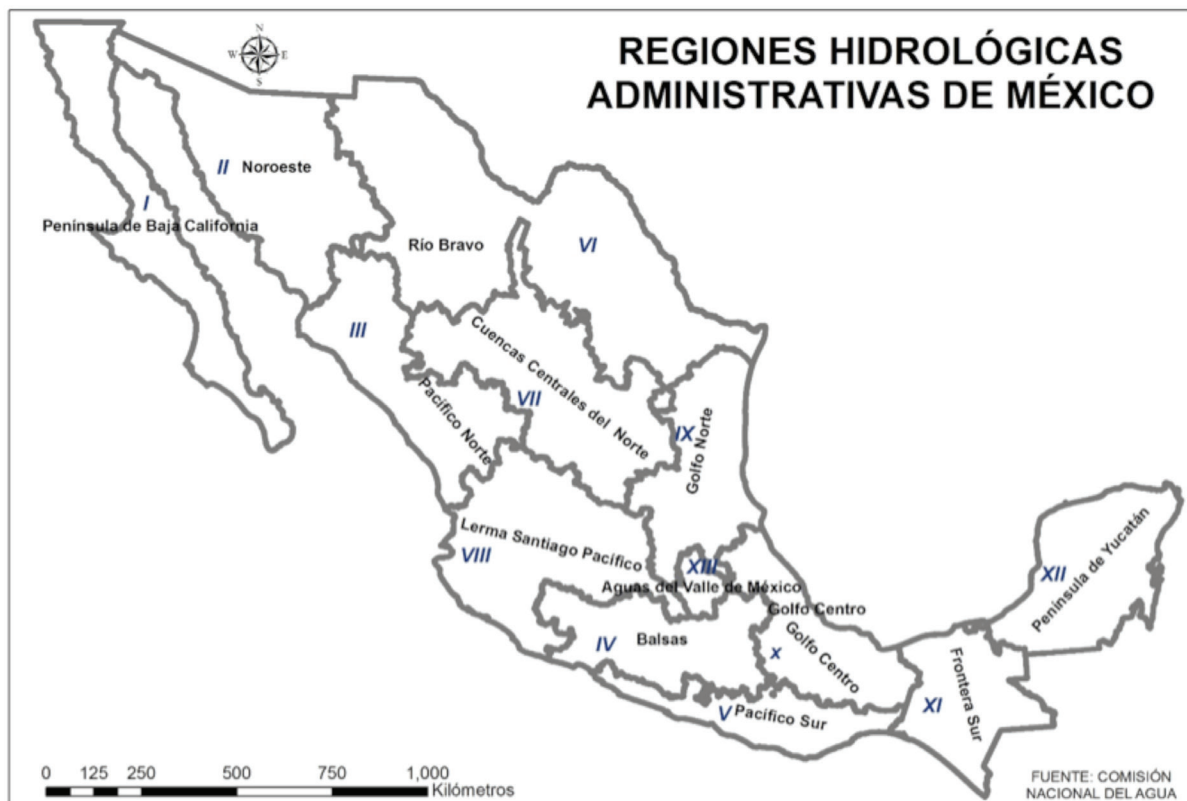 REGIONES HIDROLÓGICAS
ADMINISTRATIVAS DE MÉXICO
N
W E
S
II Noroeste
I
Península de Baja California
Río Bravo
VI
III
Cuencas Centrales del Norte
VII
Pacífico Norte
IX
Golfo Norte
Lerma Santiago Pacífico
VIII
XIII
Aguas del Valle de México
Golfo Centro
XII
Península de Yucatán
IV
Balsas
x
Golfo Centro
V
Pacífico Sur
XI
Frontera Sur
0 125 250 500 750 1,000
Kilómetros
FUENTE: COMISIÓN
NACIONAL DEL AGUA